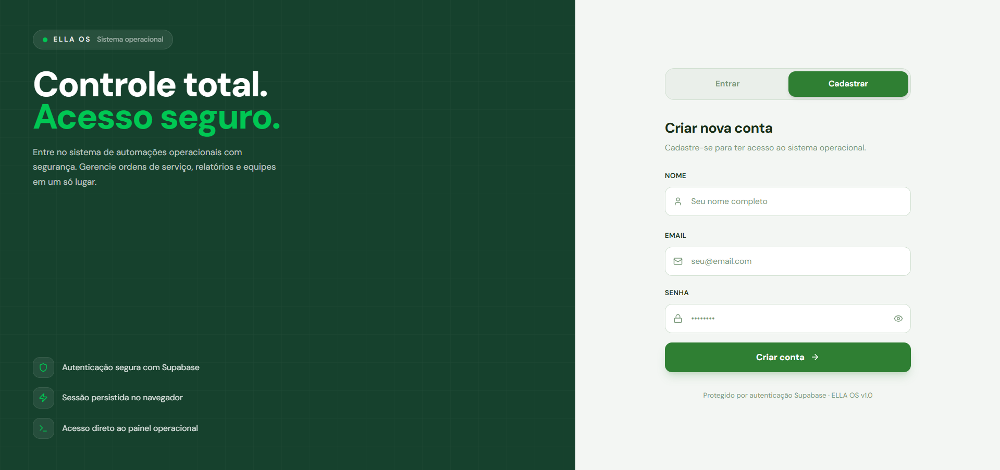 ELLA OS Sistema operacional
Controle total.
Acesso seguro.
Entre no sistema de automações operacionais com
segurança. Gerencie ordens de serviço, relatórios e equipes
em um só lugar.
Autenticação segura com Supabase
Sessão persistida no navegador
Acesso direto ao painel operacional
Entrar
Cadastrar
Criar nova conta
Cadastre-se para ter acesso ao sistema operacional.
NOME
Seu nome completo
EMAIL
seu@email.com
SENHA
••••••••
Criar conta →
Protegido por autenticação Supabase · ELLA OS v1.0